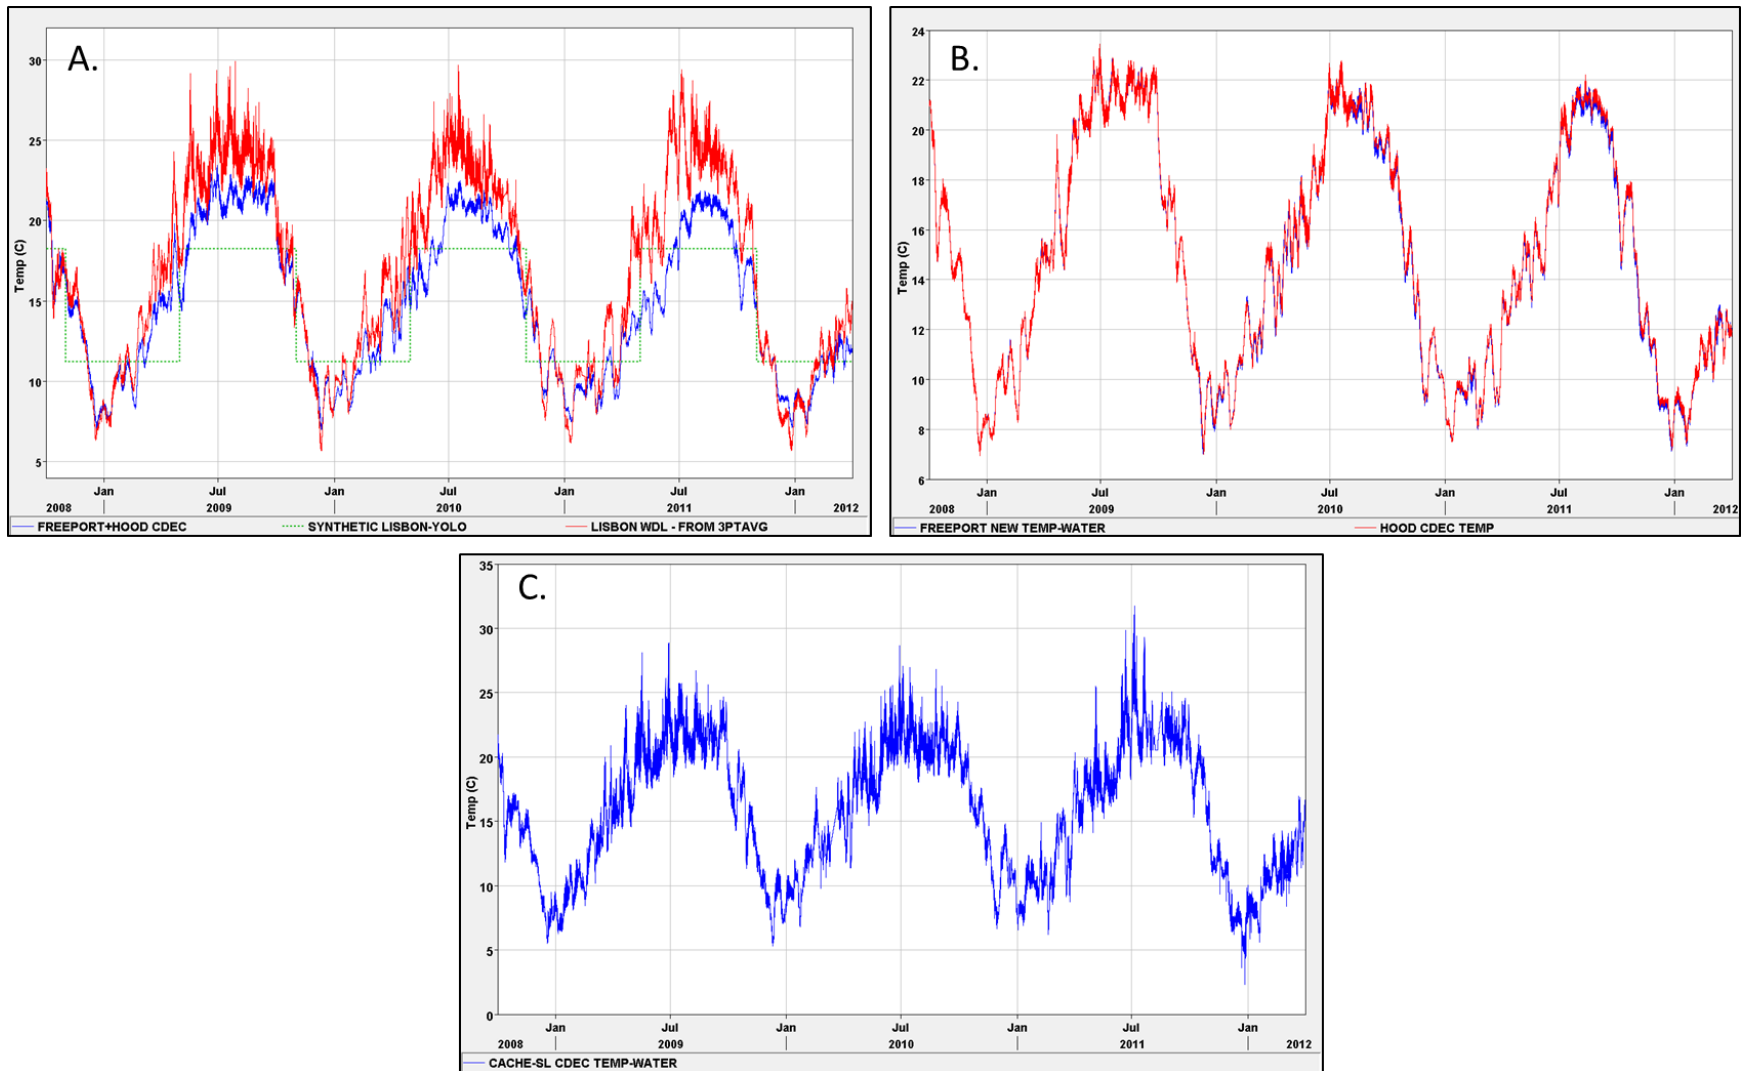 A.
30
25
20
15
10
5
Temp (C)
Jan Jul Jan Jul Jan Jul Jan
2008 2009 2010 2011 2012
FREEPORT+HOOD CDEC SYNTHETIC LISBON-YOLO LISBON WDL - FROM 3PTAVG
B.
24
22
20
18
16
14
12
10
8
6
Temp (C)
Jan Jul Jan Jul Jan Jul Jan
2008 2009 2010 2011 2012
FREEPORT NEW TEMP-WATER HOOD CDEC TEMP
C.
35
30
25
20
15
10
5
0
Temp (C)
Jan Jul Jan Jul Jan Jul Jan
2008 2009 2010 2011 2012
CACHE-SL CDEC TEMP-WATER